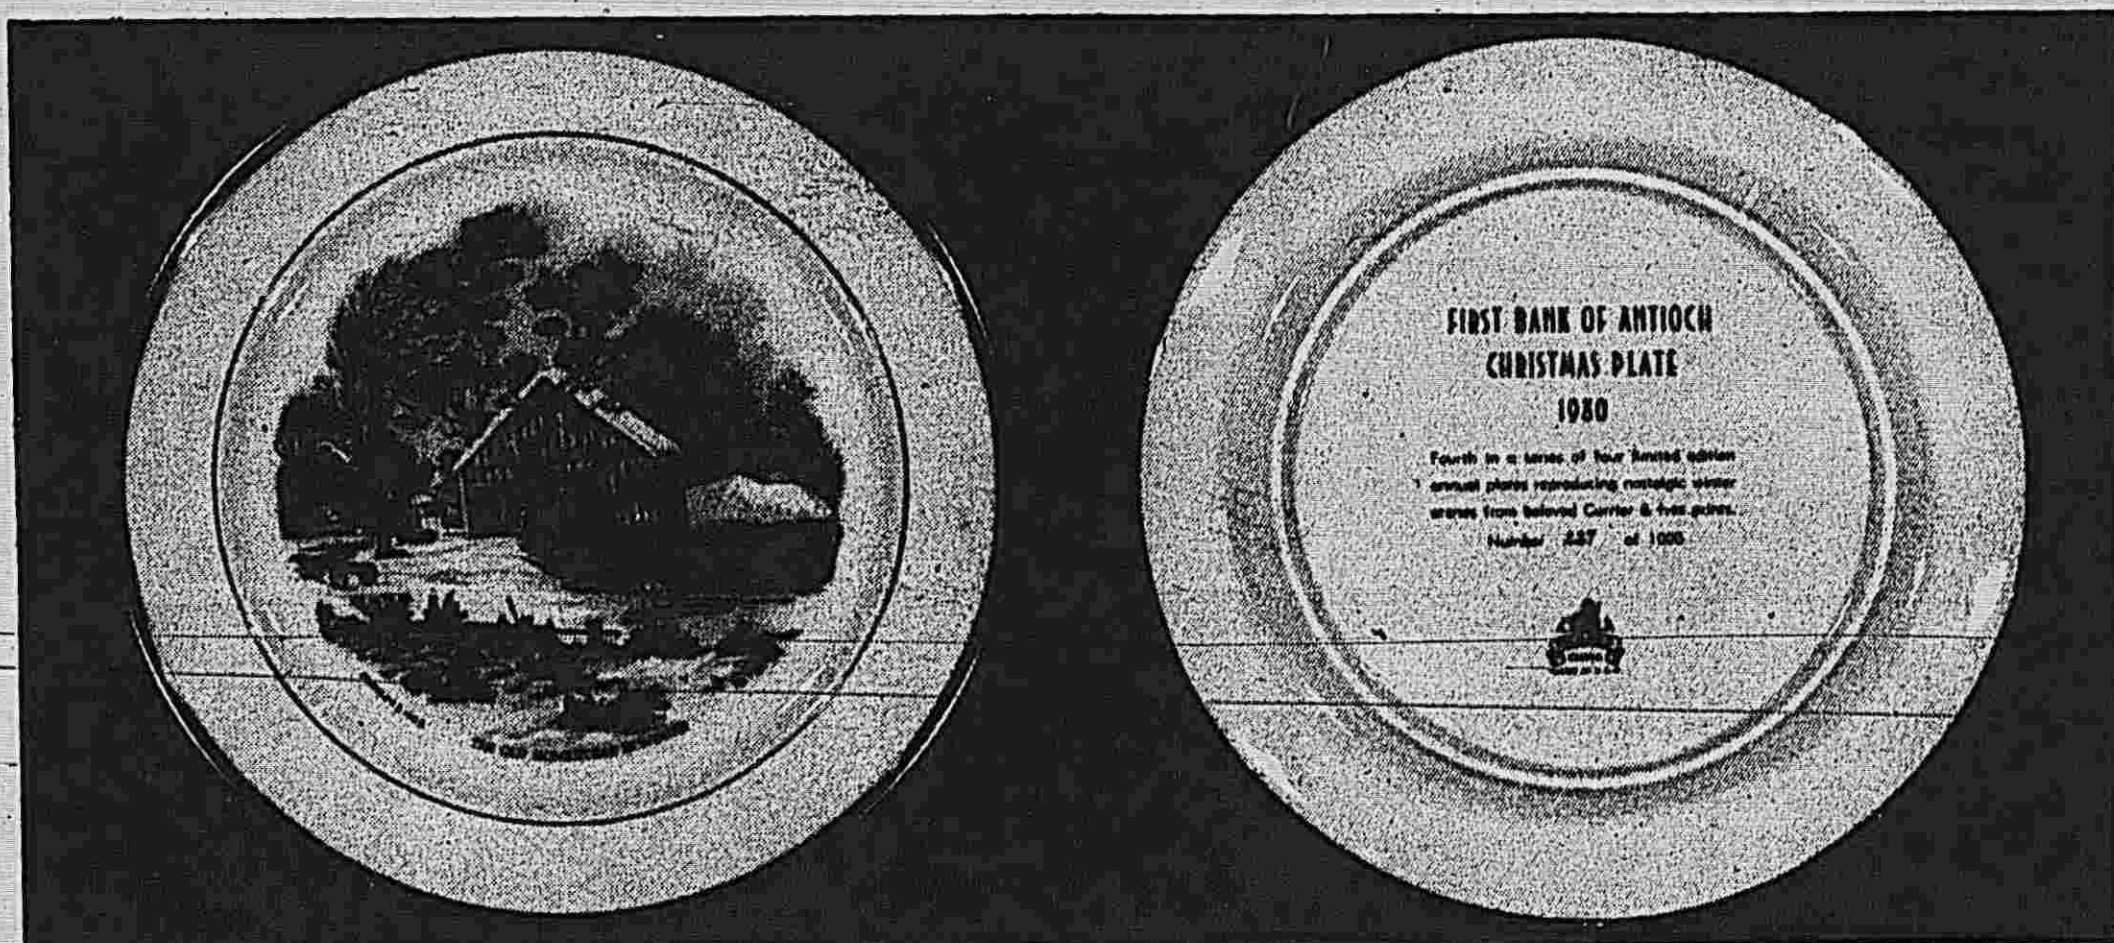 FIRST BANK OF ANTIOCH
CHRISTMAS PLATE
1980
Fourth in a series of four limited edition
annual plates reproducing nostalgic winter
scenes from beloved Currier & Ives prints.
Number 227 of 1000